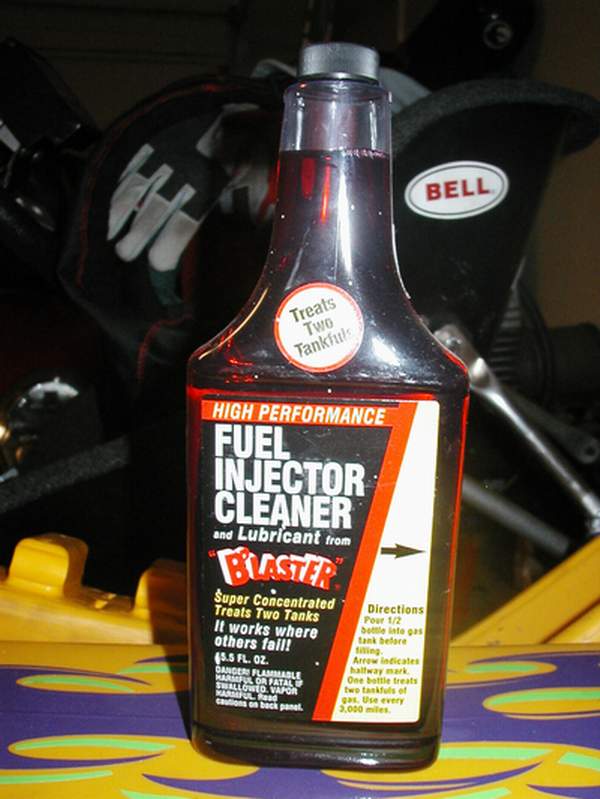 BELL
Treats
Two
Tankfuls
HIGH PERFORMANCE
FUEL
INJECTOR
CLEANER
and Lubricant from
"B'LASTER"
Super Concentrated
Treats Two Tanks
It works where
others fail!
5.5 FL. OZ.
DANGER! FLAMMABLE
HARMFUL OR FATAL IF
SWALLOWED. VAPOR
HARMFUL. Read
cautions on back panel.
Directions
Pour 1/2
bottle into gas
tank before
filling.
Arrow indicates
halfway mark.
One bottle treats
two tankfuls of
gas. Use every
3,000 miles.